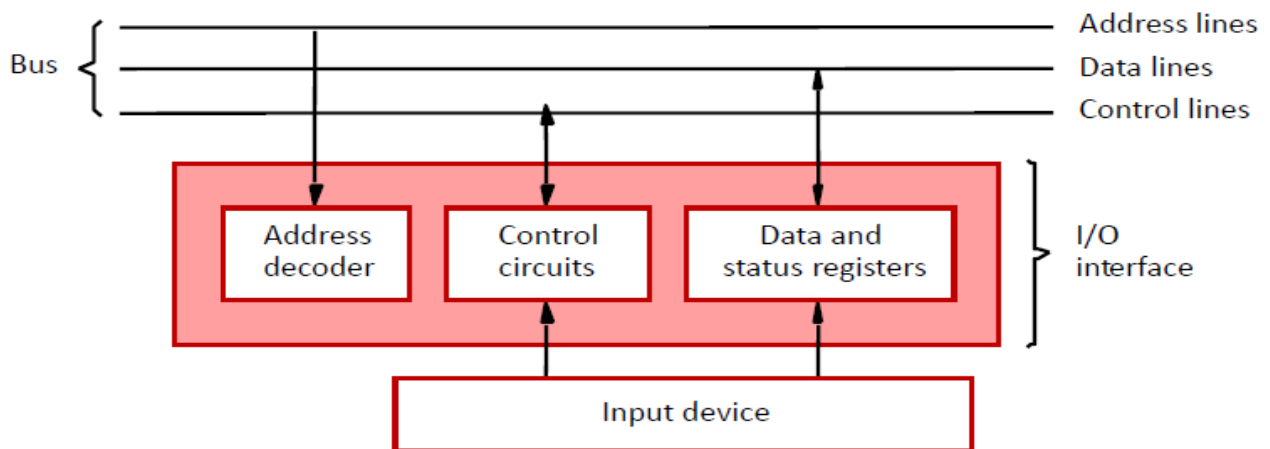 Address lines
Bus
Data lines
Control lines
Address
decoder
Control
circuits
Data and
status registers
I/O
interface
Input device